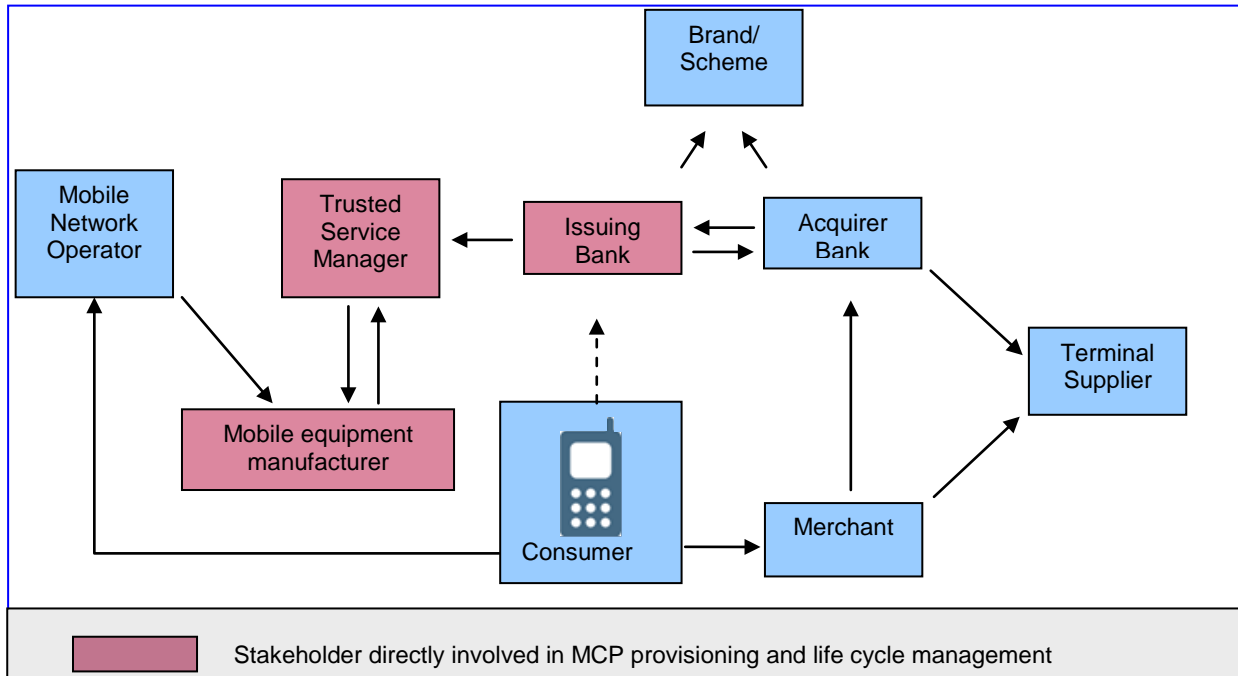 Brand/
Scheme
Mobile
Network
Operator
Trusted
Service
Manager
Issuing
Bank
Acquirer
Bank
Terminal
Supplier
Mobile equipment
manufacturer
Consumer
Merchant
Stakeholder directly involved in MCP provisioning and life cycle management